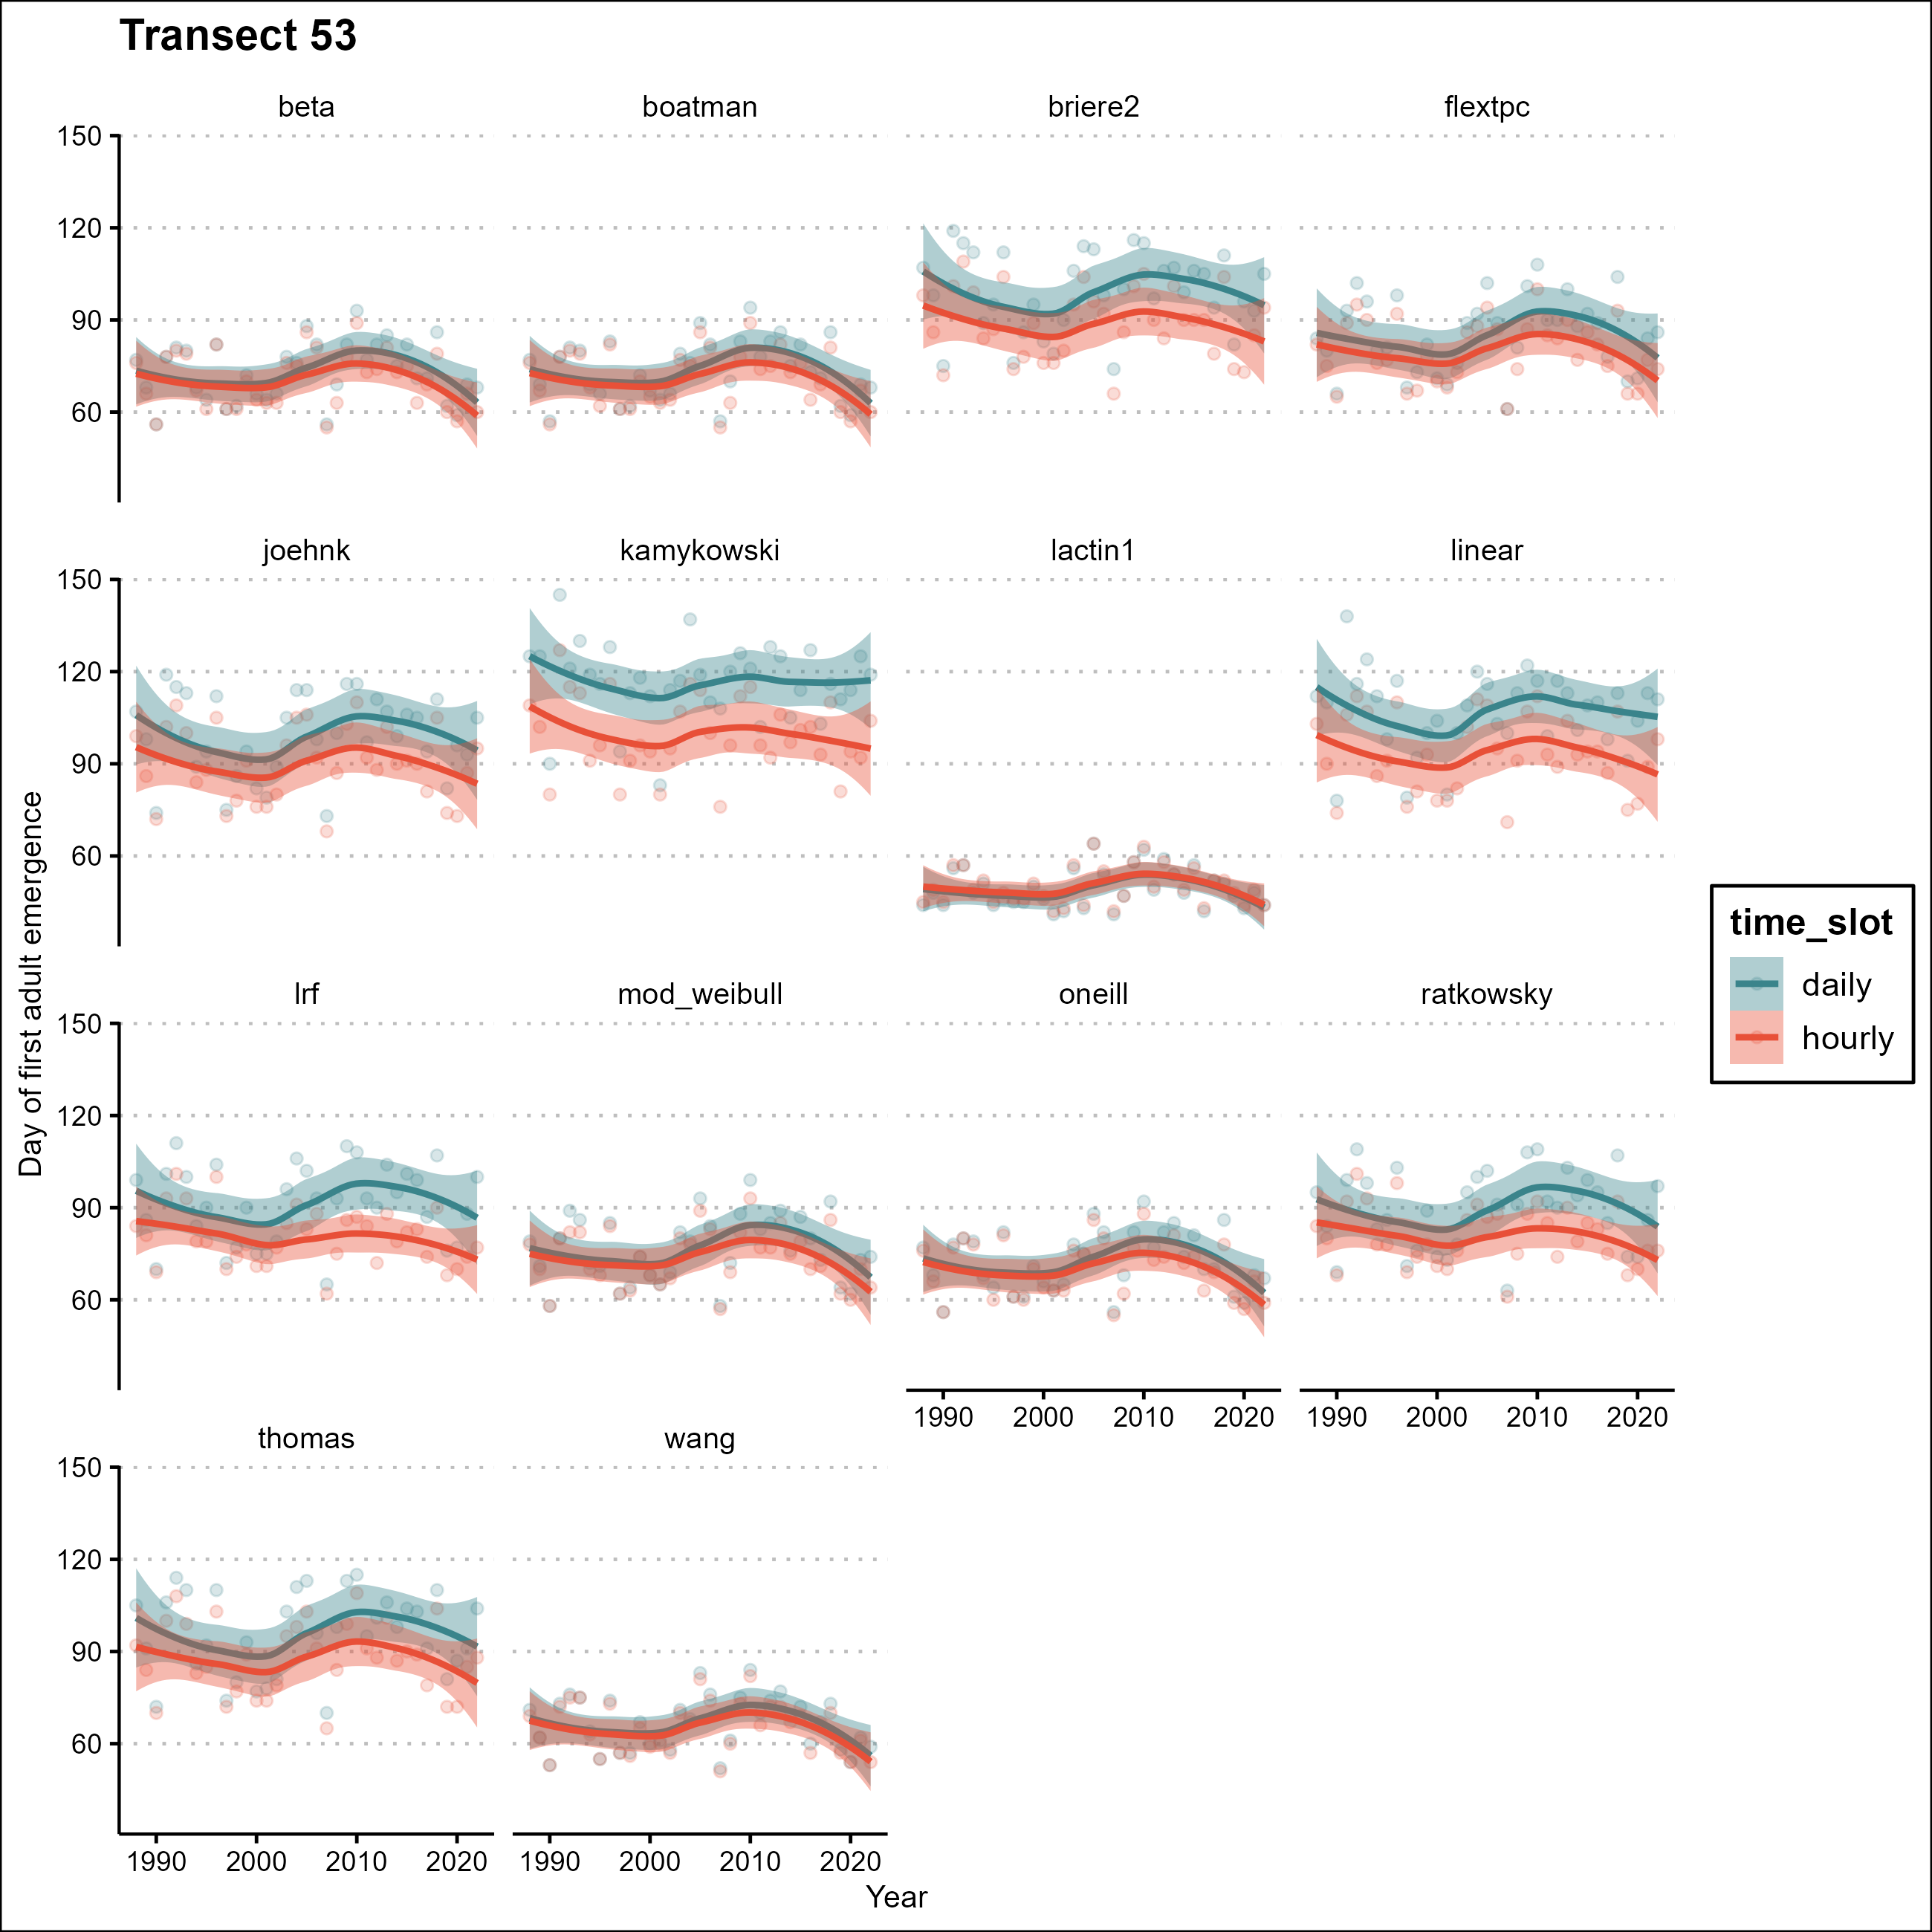 Transect 53
beta boatman briere2 flextpc
150
120
90
60
joehnk kamykowski lactin1 linear
150
120
90
60
Day of first adult emergence
time_slot
daily
hourly
lrf mod_weibull oneill ratkowsky
150
120
90
60
1990 2000 2010 2020 1990 2000 2010 2020
thomas wang
150
120
90
60
1990 2000 2010 2020 1990 2000 2010 2020
Year